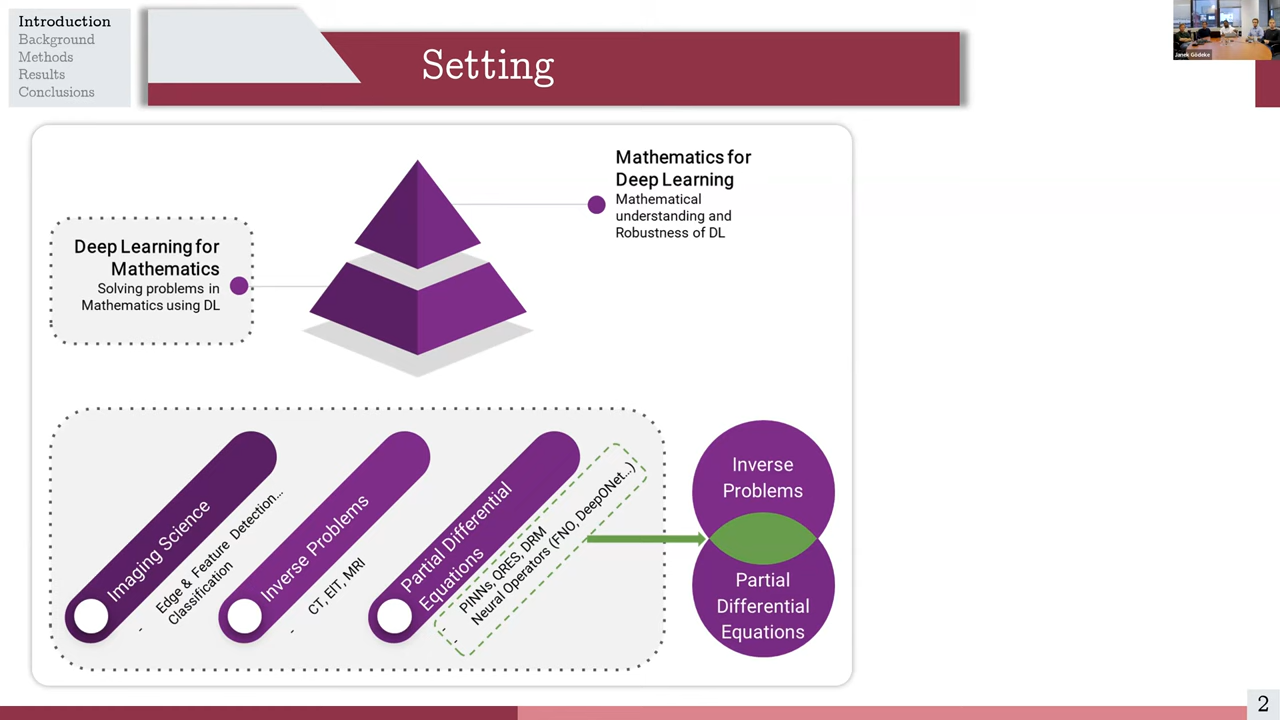 Introduction
Background
Methods
Results
Conclusions
Setting
Janek Gödeke
Mathematics for
Deep Learning
Mathematical
understanding and
Robustness of DL
Deep Learning for
Mathematics
Solving problems in
Mathematics using DL
Imaging Science
- Edge & Feature Detection...
Classification
Inverse Problems
- CT, EIT, MRI
Partial Differential
Equations
- PINNs, QRES, DRM
- Neural Operators (FNO, DeepONet...)
Inverse
Problems
Partial
Differential
Equations
2